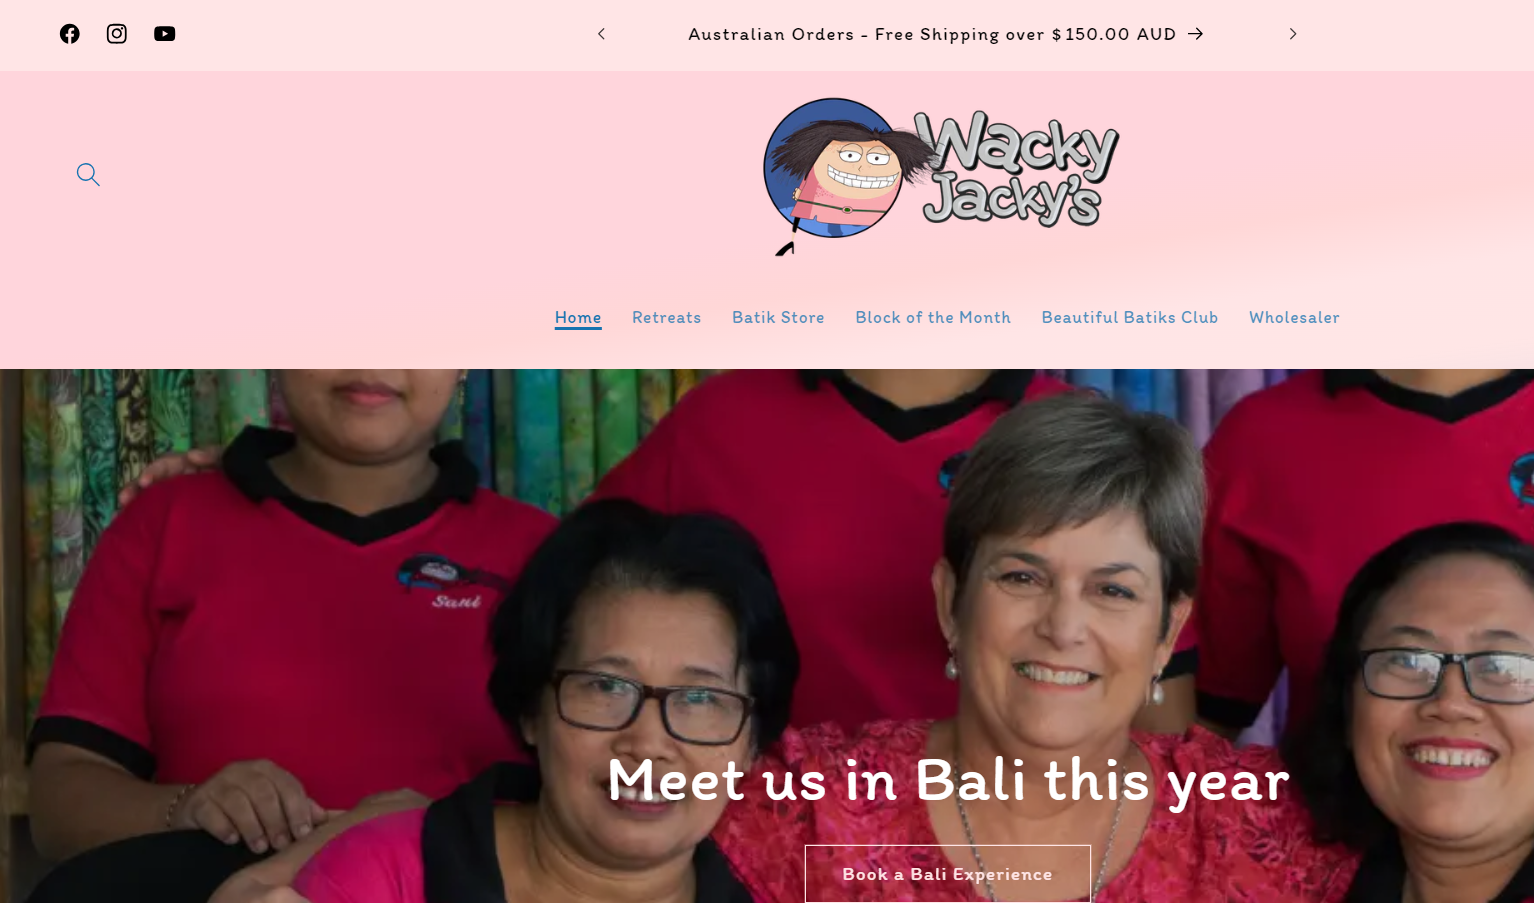 Australian Orders - Free Shipping over $150.00 AUD
Wacky
Jacky's
Home Retreats Batik Store Block of the Month Beautiful Batiks Club Wholesaler
Sari
Meet us in Bali this year
Book a Bali Experience